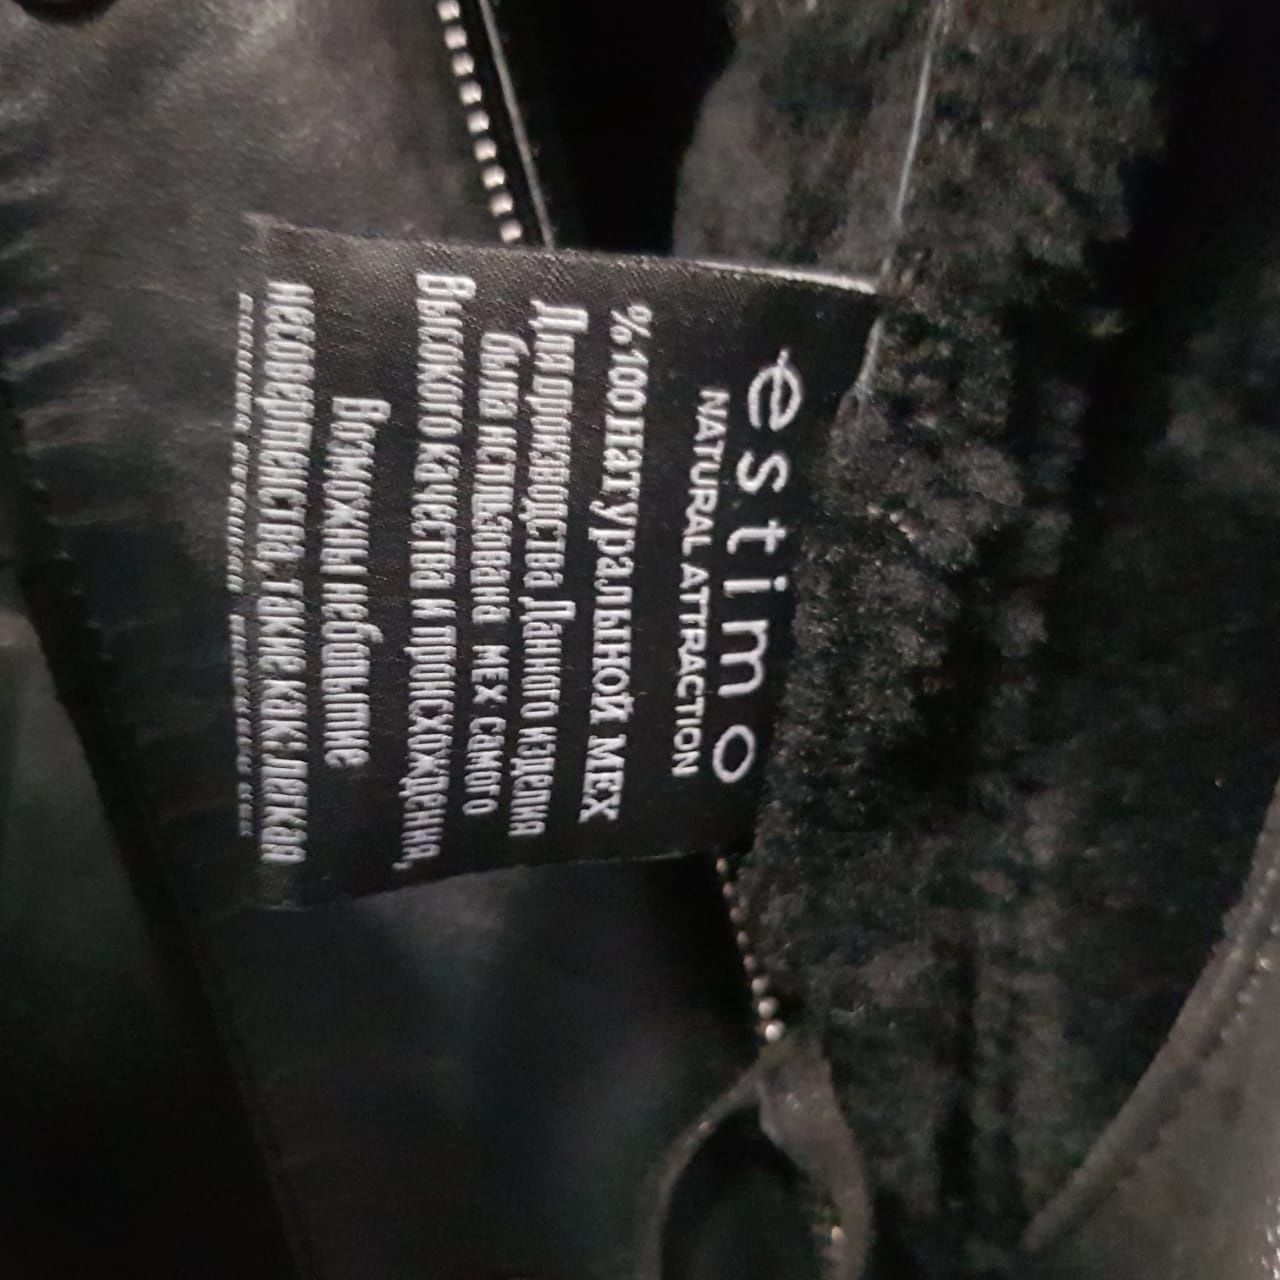 estimo
NATURAL ATTRACTION
%100 натуральной мех
Для производства Данного изделия
была использована мех самого
Высокого качества и происхождения,
Возможны небольшие
несовершенства, такие как легкая